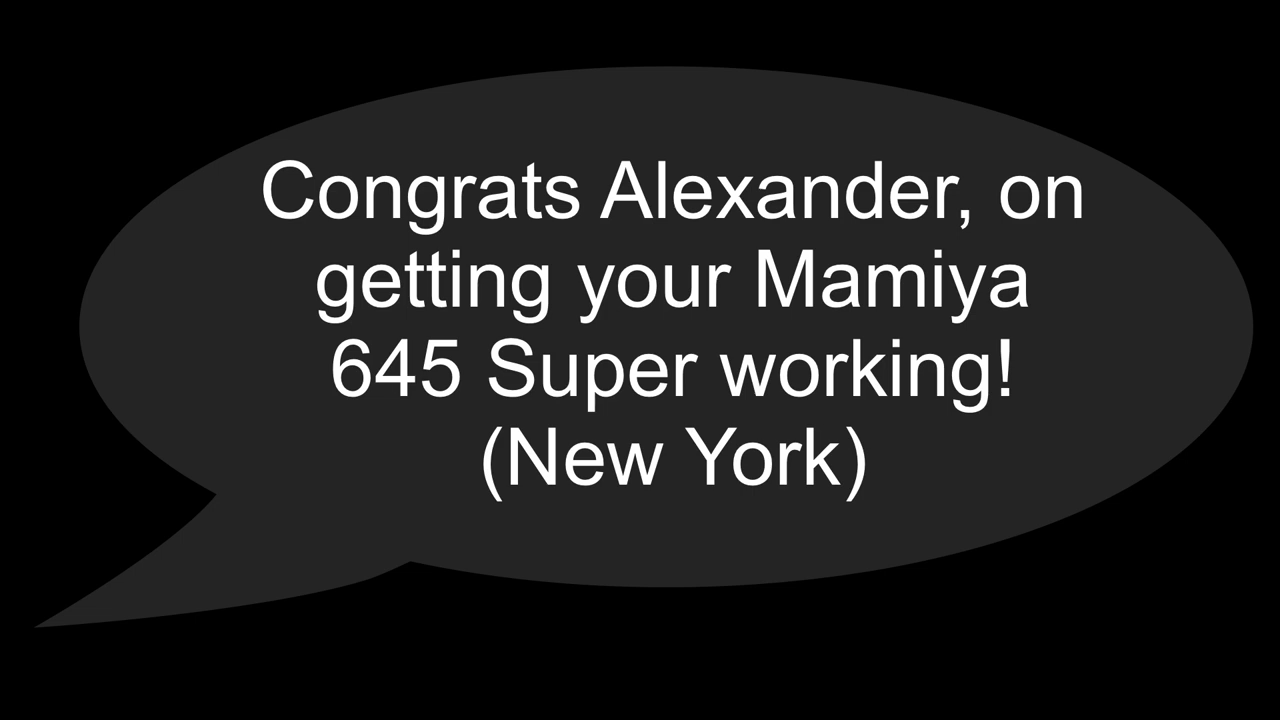 Congrats Alexander, on
getting your Mamiya
645 Super working!
(New York)